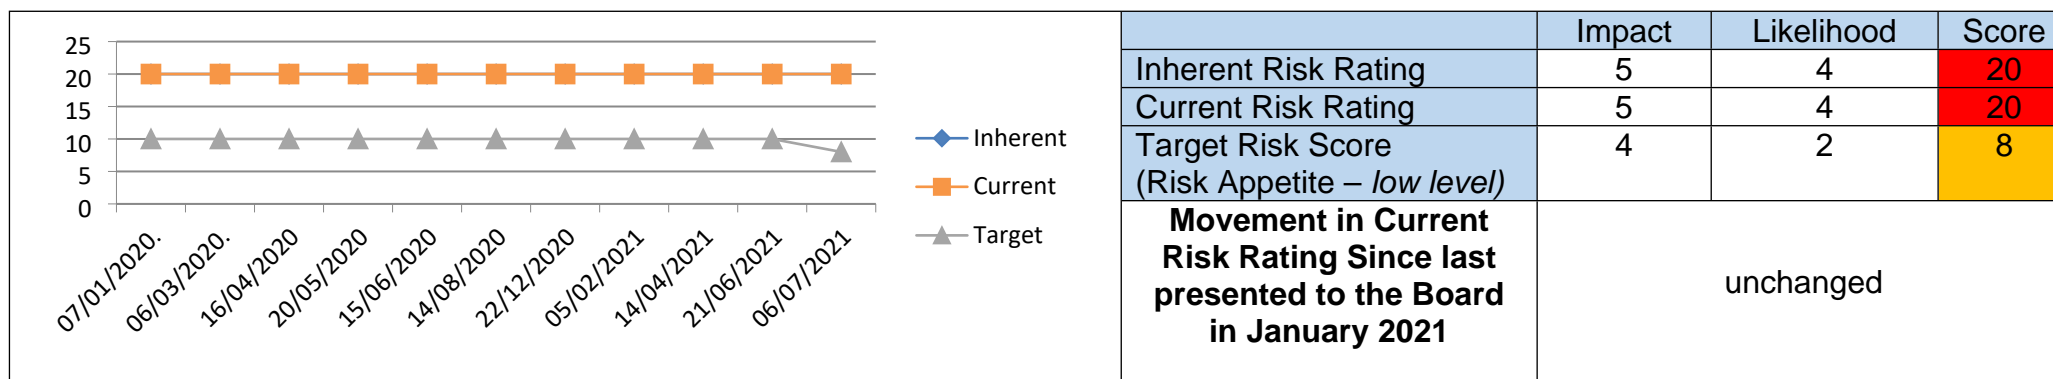 25
20
15
10
5
0
07/01/2020.
06/03/2020.
16/04/2020
20/05/2020
15/06/2020
14/08/2020
22/12/2020
05/02/2021
14/04/2021
21/06/2021
06/07/2021
Inherent
Current
Target
Impact Likelihood Score
Inherent Risk Rating 5 4 20
Current Risk Rating 5 4 20
Target Risk Score 4 2 8
(Risk Appetite – low level)
Movement in Current
Risk Rating Since last
presented to the Board
in January 2021
unchanged